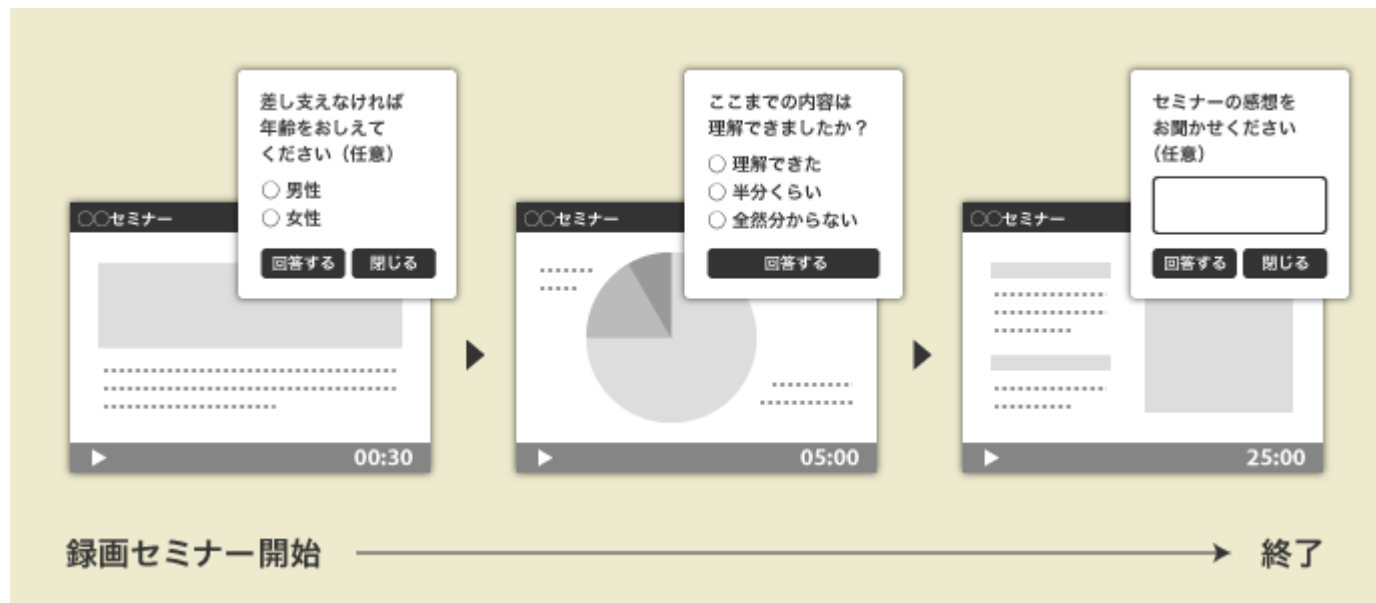 差し支えなければ
年齢をおしえて
ください（任意）
○ 男性
○ 女性
回答する 閉じる
○○セミナー
00:30
ここまでの内容は
理解できましたか？
○ 理解できた
○ 半分くらい
○ 全然分からない
回答する
○○セミナー
05:00
セミナーの感想を
お聞かせください
（任意）
回答する 閉じる
○○セミナー
25:00
録画セミナー開始
終了